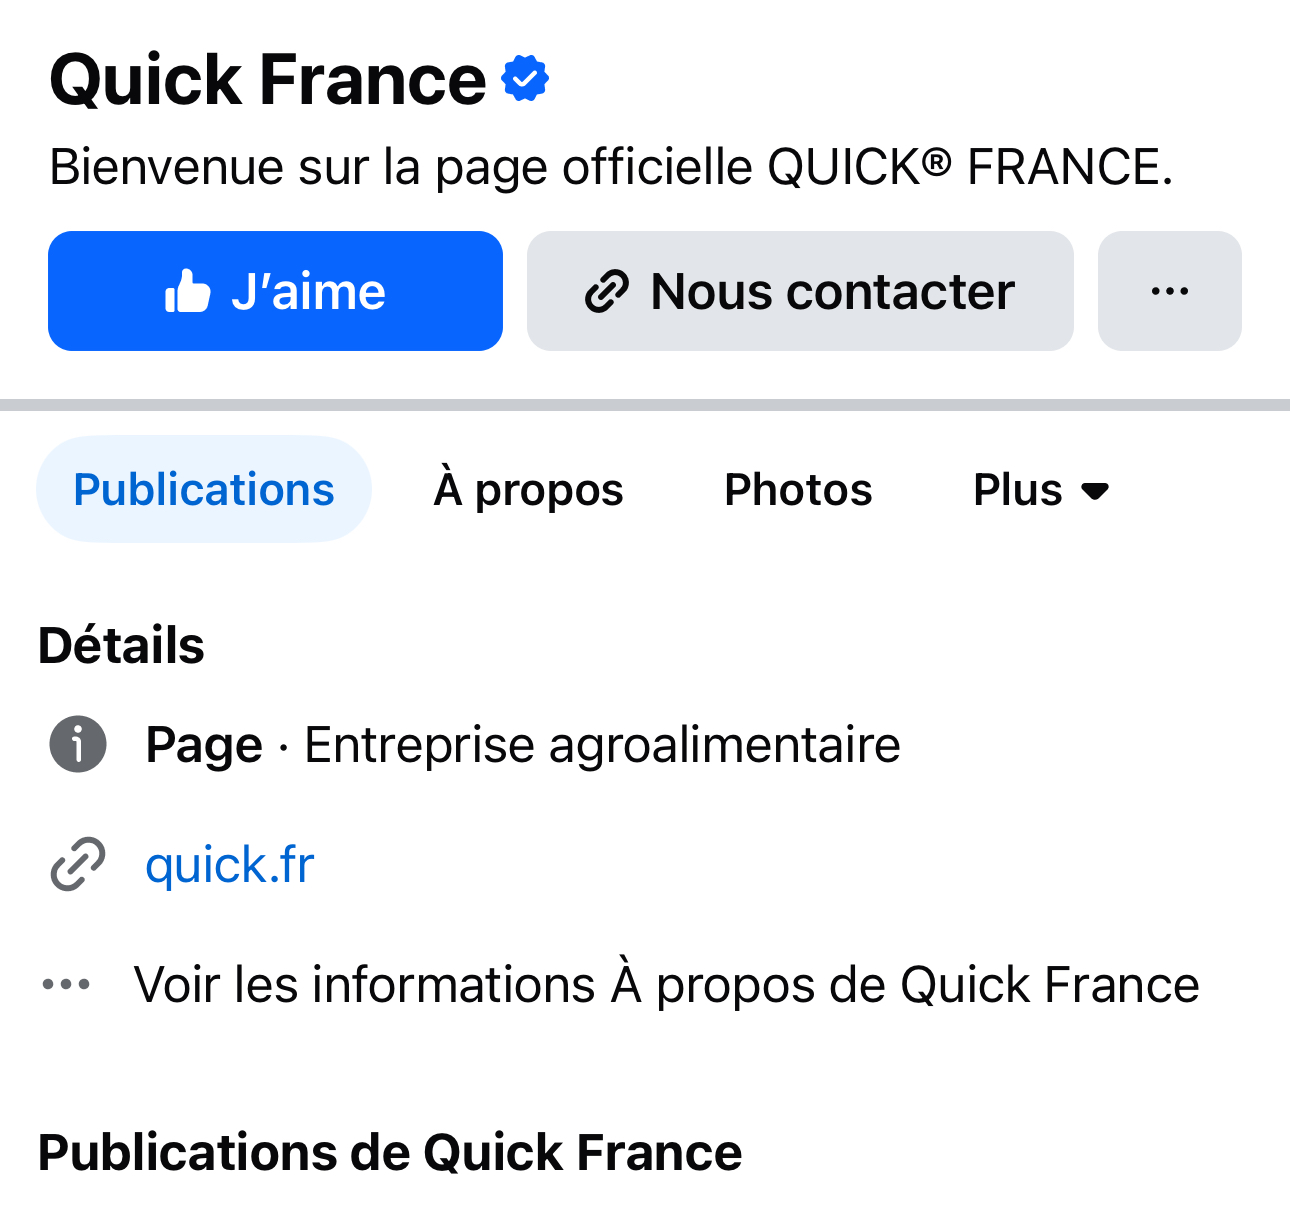 Quick France
Bienvenue sur la page officielle QUICK® FRANCE.
J’aime
Nous contacter
Publications
À propos
Photos
Plus
Détails
Page · Entreprise agroalimentaire
quick.fr
Voir les informations À propos de Quick France
Publications de Quick France